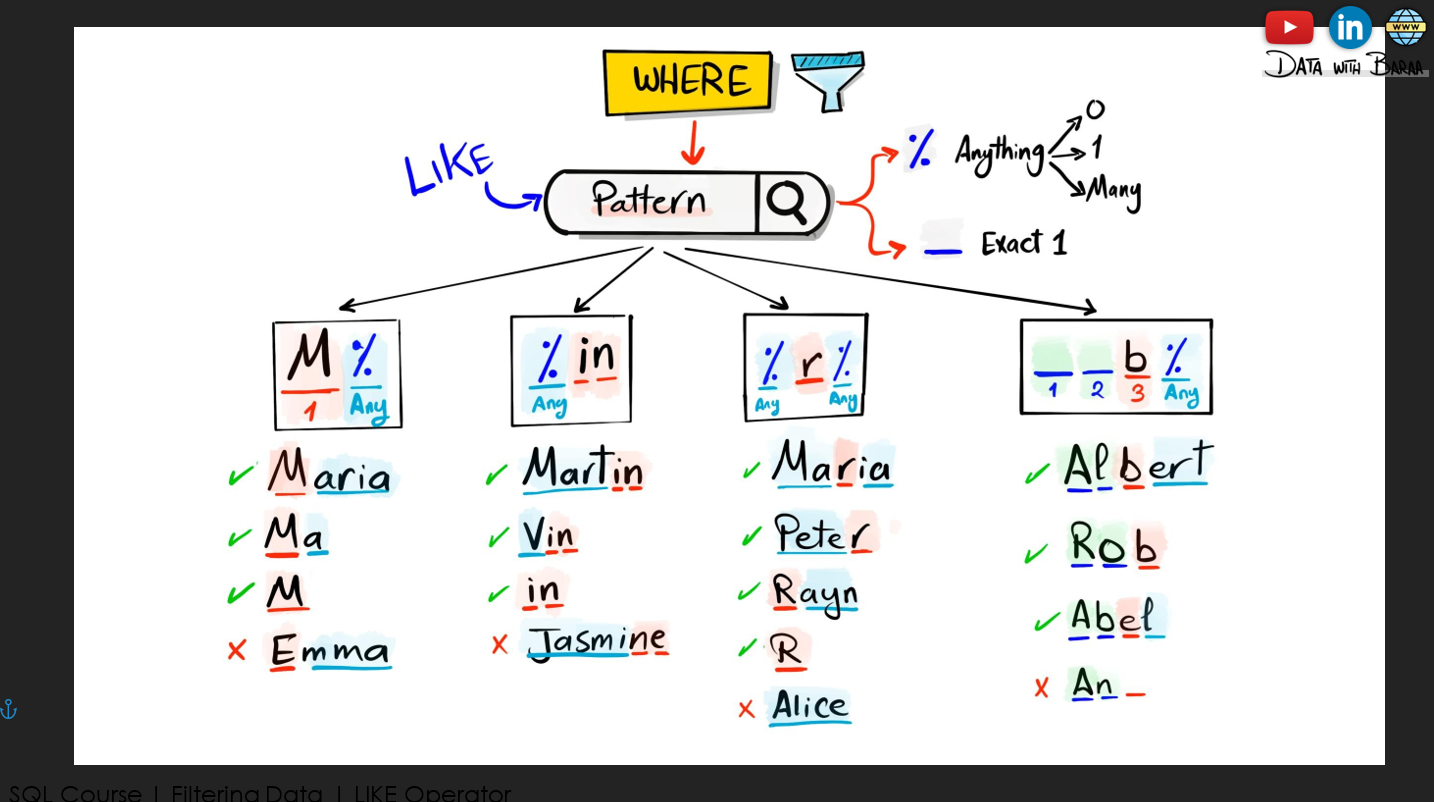 WWW
DATA WITH BARAA
WHERE
LIKE
Pattern
% Anything
0
1
Many
_ Exact 1
M %
1 Any
Maria
Ma
M
Emma
% in
Any
Martin
Vin
in
Jasmine
% r %
Any Any
Maria
Peter
Rayn
R
Alice
_ _ b %
1 2 3 Any
Albert
Rob
Abel
An _
SQL Course | Filtering Data | LIKE Operator